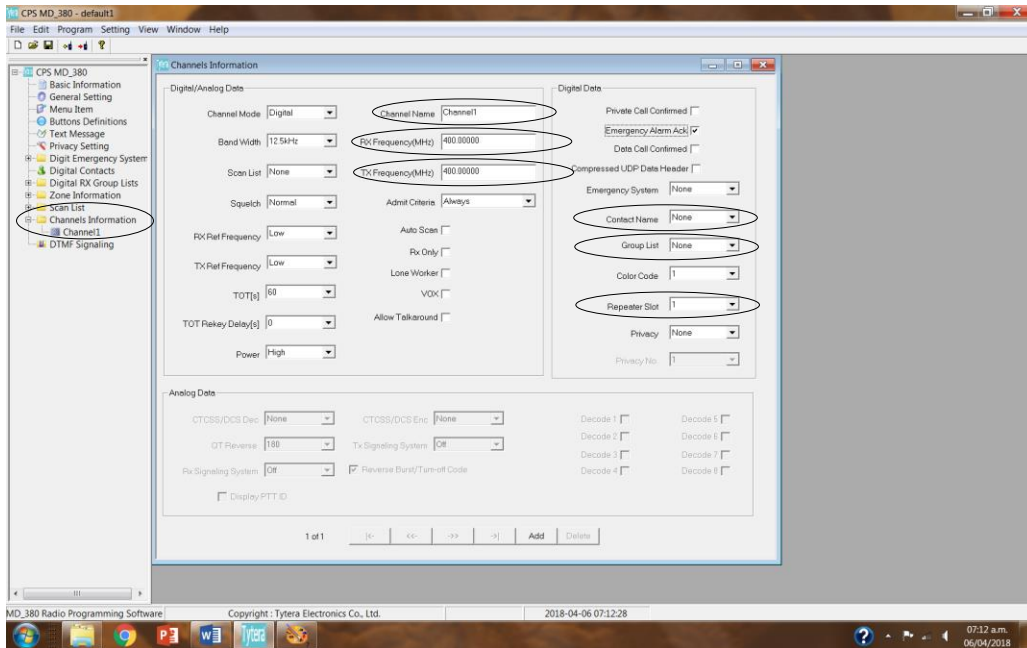 CPS MD_380 - default1
File Edit Program Setting View Window Help
CPS MD_380
Basic Information
General Setting
Menu Item
Buttons Definitions
Text Message
Privacy Setting
Digit Emergency System
Digital Contacts
Digital RX Group Lists
Zone Information
Scan List
Channels Information
Channel1
DTMF Signaling
Channels Information
Digital/Analog Data
Channel Mode Digital
Band Width 12.5kHz
Scan List None
Squelch Normal
RX Ref Frequency Low
TX Ref Frequency Low
TOT[s] 60
TOT Rekey Delay[s] 0
Power High
Channel Name Channel1
RX Frequency(MHz) 400.00000
TX Frequency(MHz) 400.00000
Admit Criteria Always
Auto Scan
Rx Only
Lone Worker
VOX
Allow Talkaround
Digital Data
Private Call Confirmed
Emergency Alarm Ack
Data Call Confirmed
Compressed UDP Data Header
Emergency System None
Contact Name None
Group List None
Color Code 1
Repeater Slot 1
Privacy None
Privacy No. 1
Analog Data
CTCSS/DCS Dec None
QT Reverse 180
Rx Signaling System Off
Display PTT ID
CTCSS/DCS Enc None
Tx Signaling System Off
Reverse Burst/Turn-off Code
Decode 1
Decode 2
Decode 3
Decode 4
Decode 5
Decode 6
Decode 7
Decode 8
1 of 1 |<- <<- ->> ->| Add Delete
MD_380 Radio Programming Software Copyright : Tytera Electronics Co., Ltd. 2018-04-06 07:12:28
Tytera
07:12 a.m.
06/04/2018